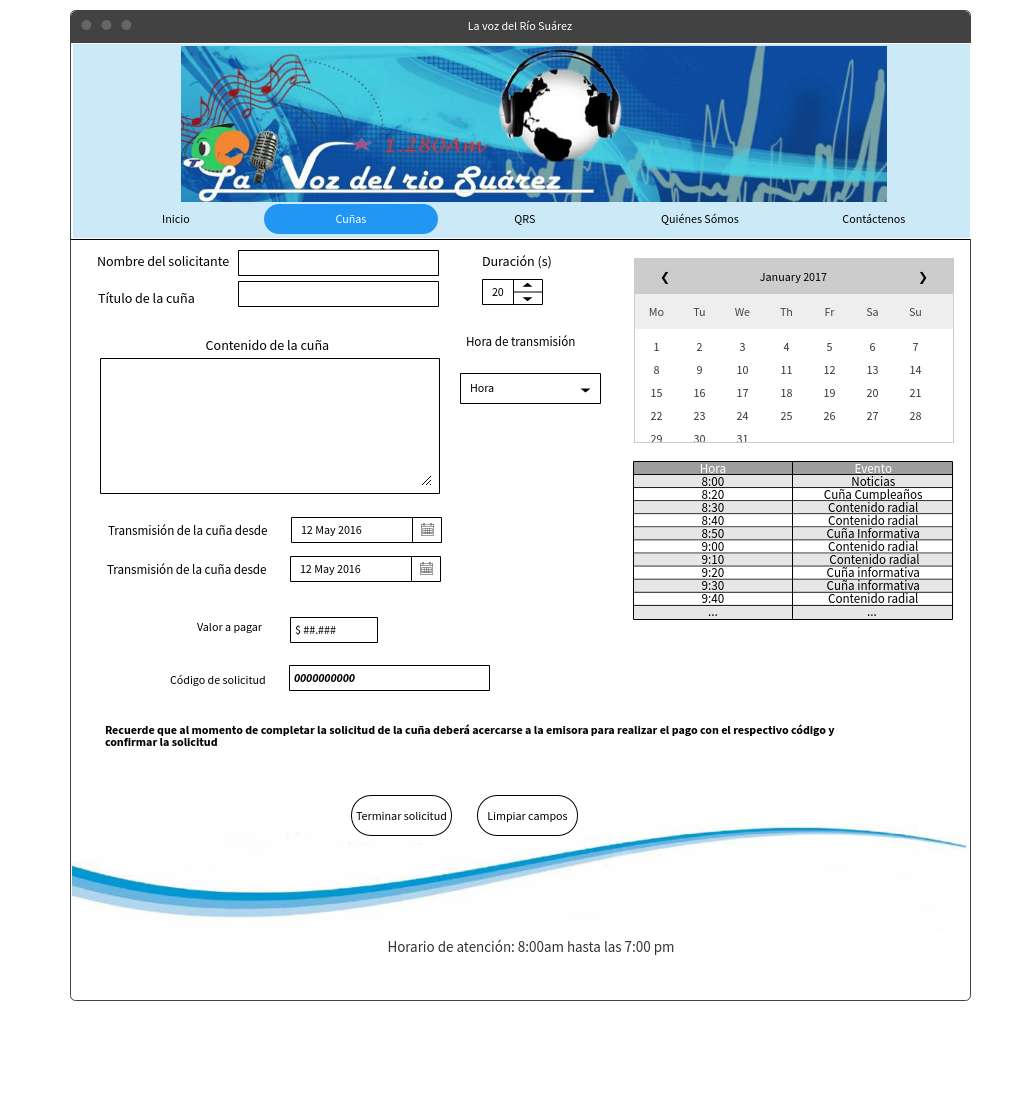 La voz del Río Suárez
1.280Am
La Voz del rio Suárez
Inicio Cuñas QRS Quiénes Sómos Contáctenos
Nombre del solicitante
Título de la cuña
Duración (s)
20
Contenido de la cuña
Hora de transmisión
Hora
January 2017
Mo Tu We Th Fr Sa Su
1 2 3 4 5 6 7
8 9 10 11 12 13 14
15 16 17 18 19 20 21
22 23 24 25 26 27 28
29 30 31
Hora Evento
8:00 Noticias
8:20 Cuña Cumpleaños
8:30 Contenido radial
8:40 Contenido radial
8:50 Cuña Informativa
9:00 Contenido radial
9:10 Contenido radial
9:20 Cuña informativa
9:30 Cuña informativa
9:40 Contenido radial
... ...
Transmisión de la cuña desde 12 May 2016
Transmisión de la cuña desde 12 May 2016
Valor a pagar $ ##.###
Código de solicitud 0000000000
Recuerde que al momento de completar la solicitud de la cuña deberá acercarse a la emisora para realizar el pago con el respectivo código y
confirmar la solicitud
Terminar solicitud Limpiar campos
Horario de atención: 8:00am hasta las 7:00 pm